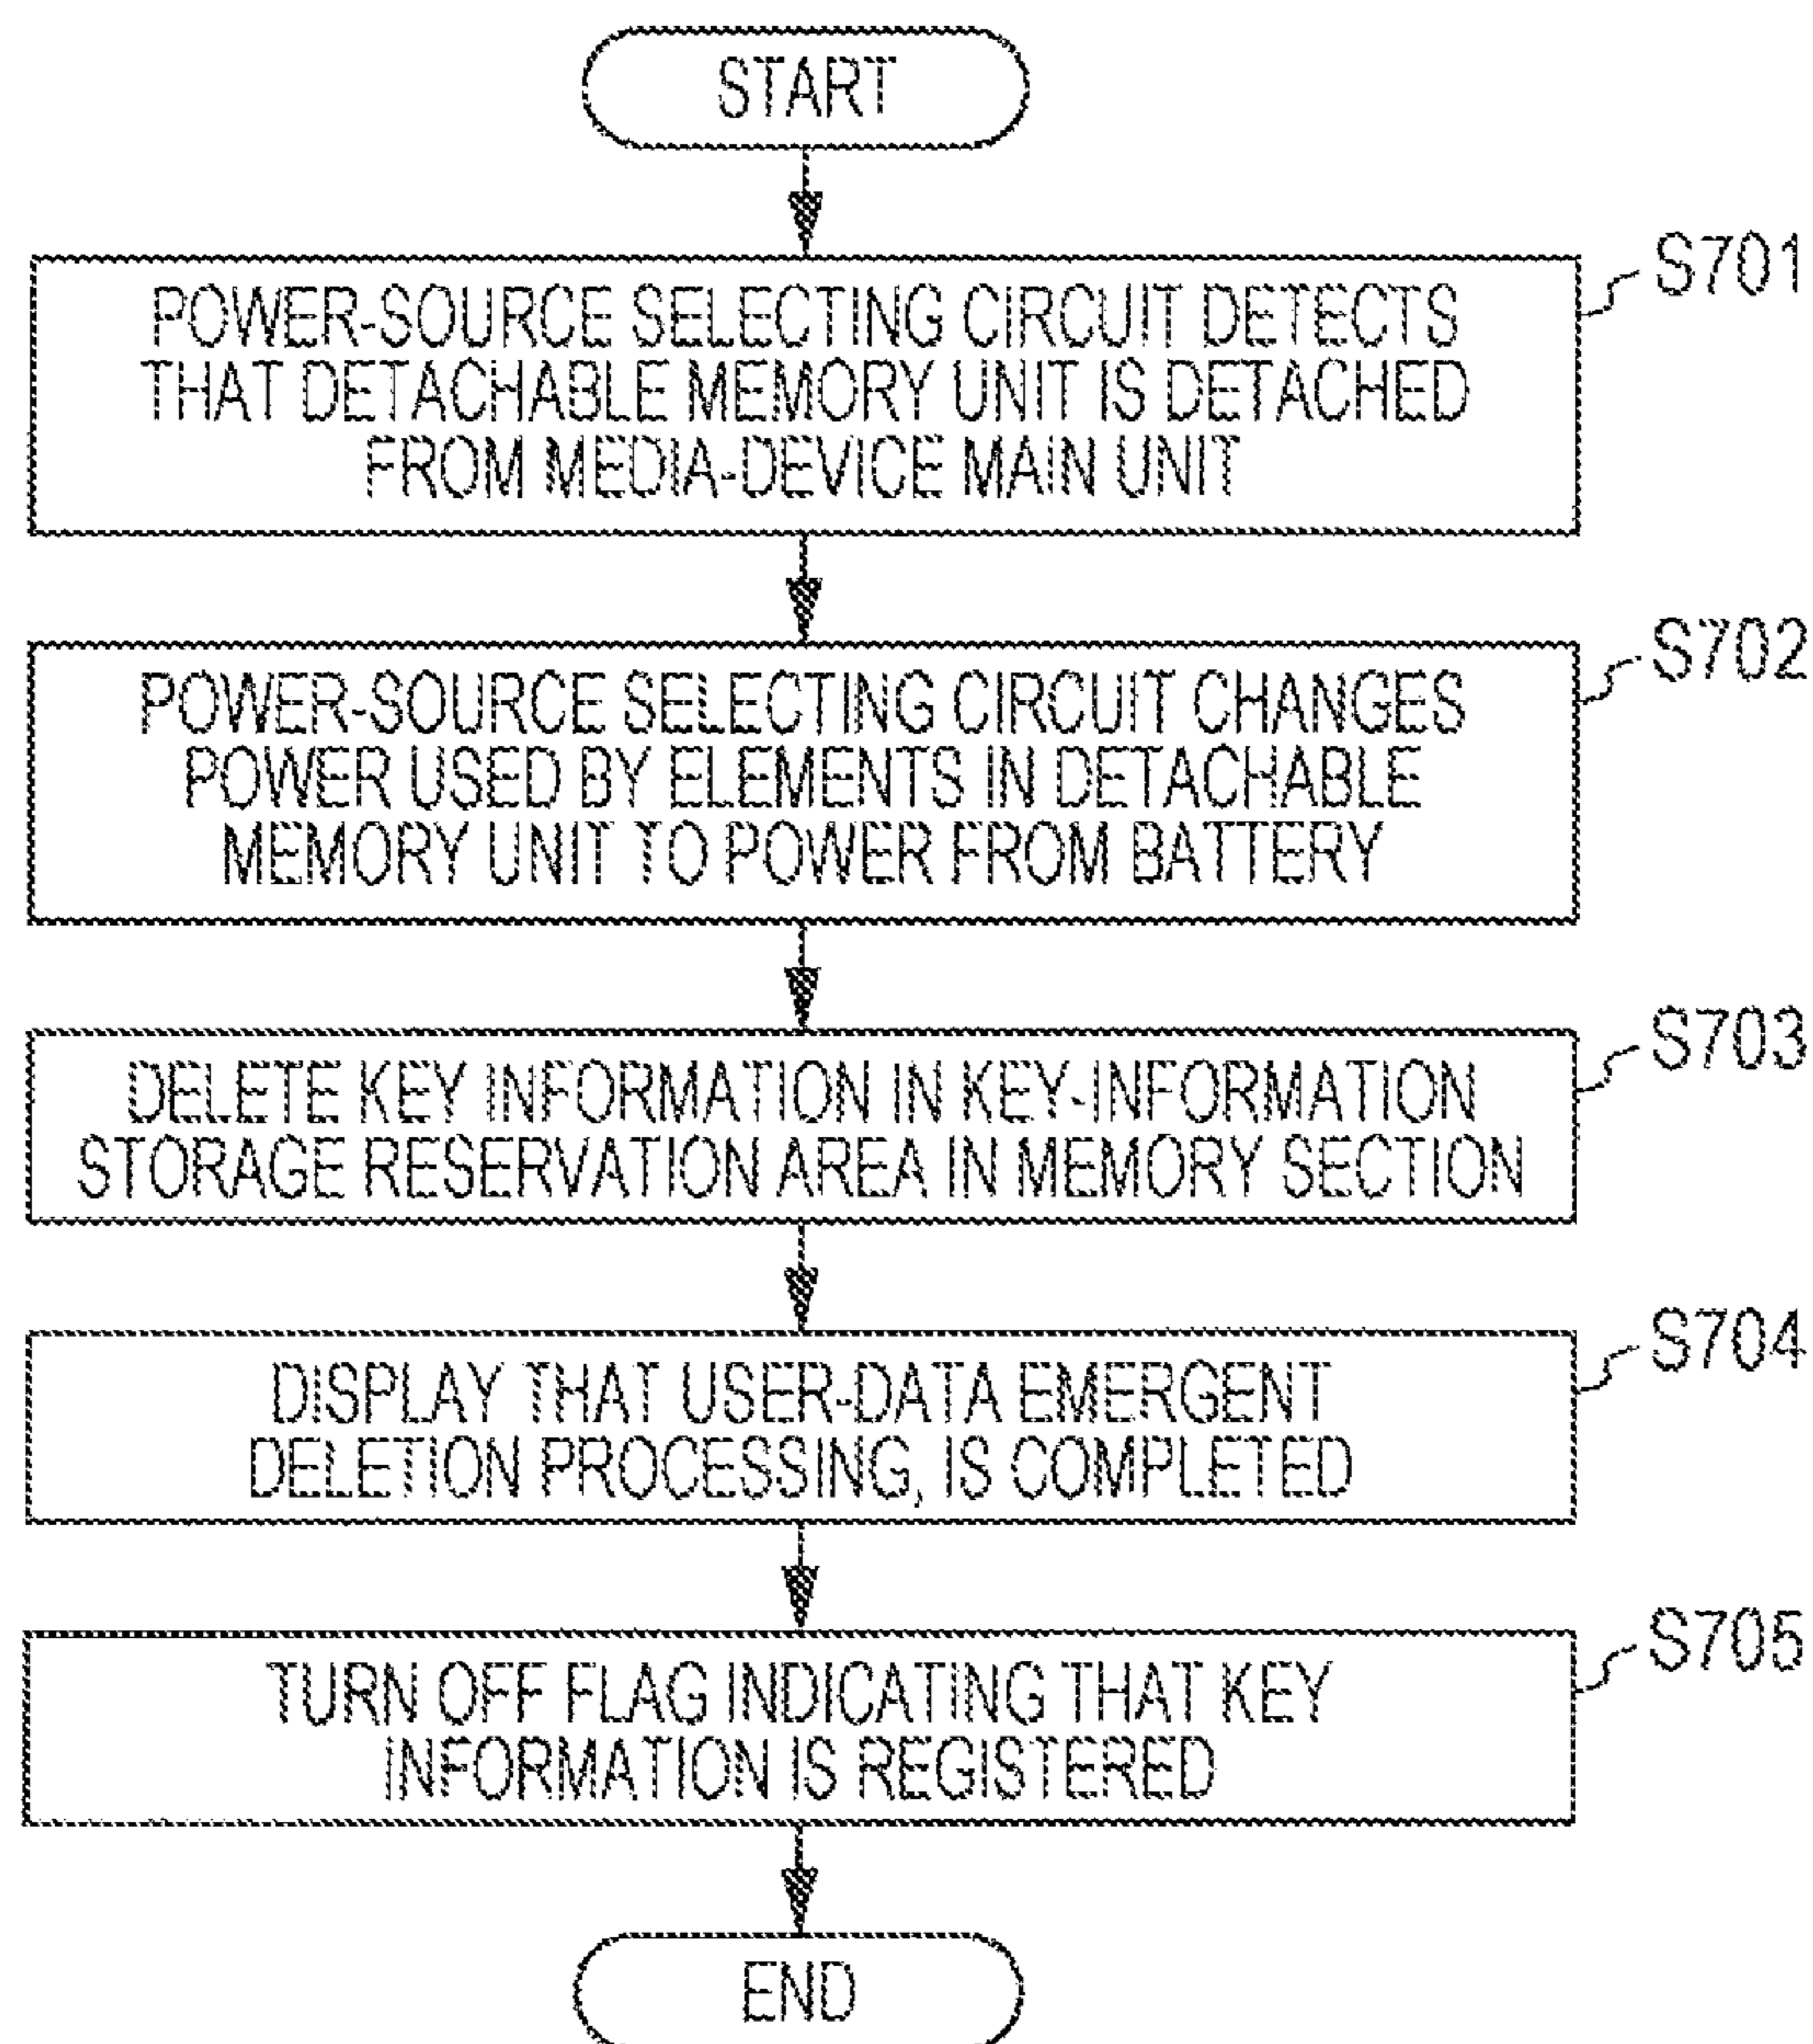 START
S701
POWER-SOURCE SELECTING CIRCUIT DETECTS
THAT DETACHABLE MEMORY UNIT IS DETACHED
FROM MEDIA-DEVICE MAIN UNIT
S702
POWER-SOURCE SELECTING CIRCUIT CHANGES
POWER USED BY ELEMENTS IN DETACHABLE
MEMORY UNIT TO POWER FROM BATTERY
S703
DELETE KEY INFORMATION IN KEY-INFORMATION
STORAGE RESERVATION AREA IN MEMORY SECTION
S704
DISPLAY THAT USER-DATA EMERGENT
DELETION PROCESSING, IS COMPLETED
S705
TURN OFF FLAG INDICATING THAT KEY
INFORMATION IS REGISTERED
END